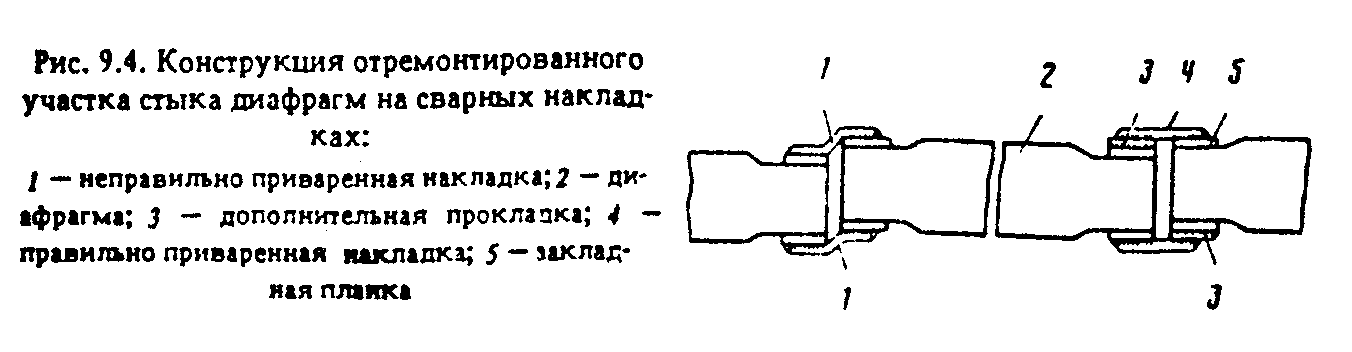 Рис. 9.4. Конструкция отремонтированного
участка стыка диафрагм на сварных наклад-
ках:
1 — неправильно приваренная накладка; 2 — ди-
афрагма; 3 — дополнительная прокладка; 4 —
правильно приваренная накладка; 5 — заклад-
ная планка
1 2 3 4 5
1 3